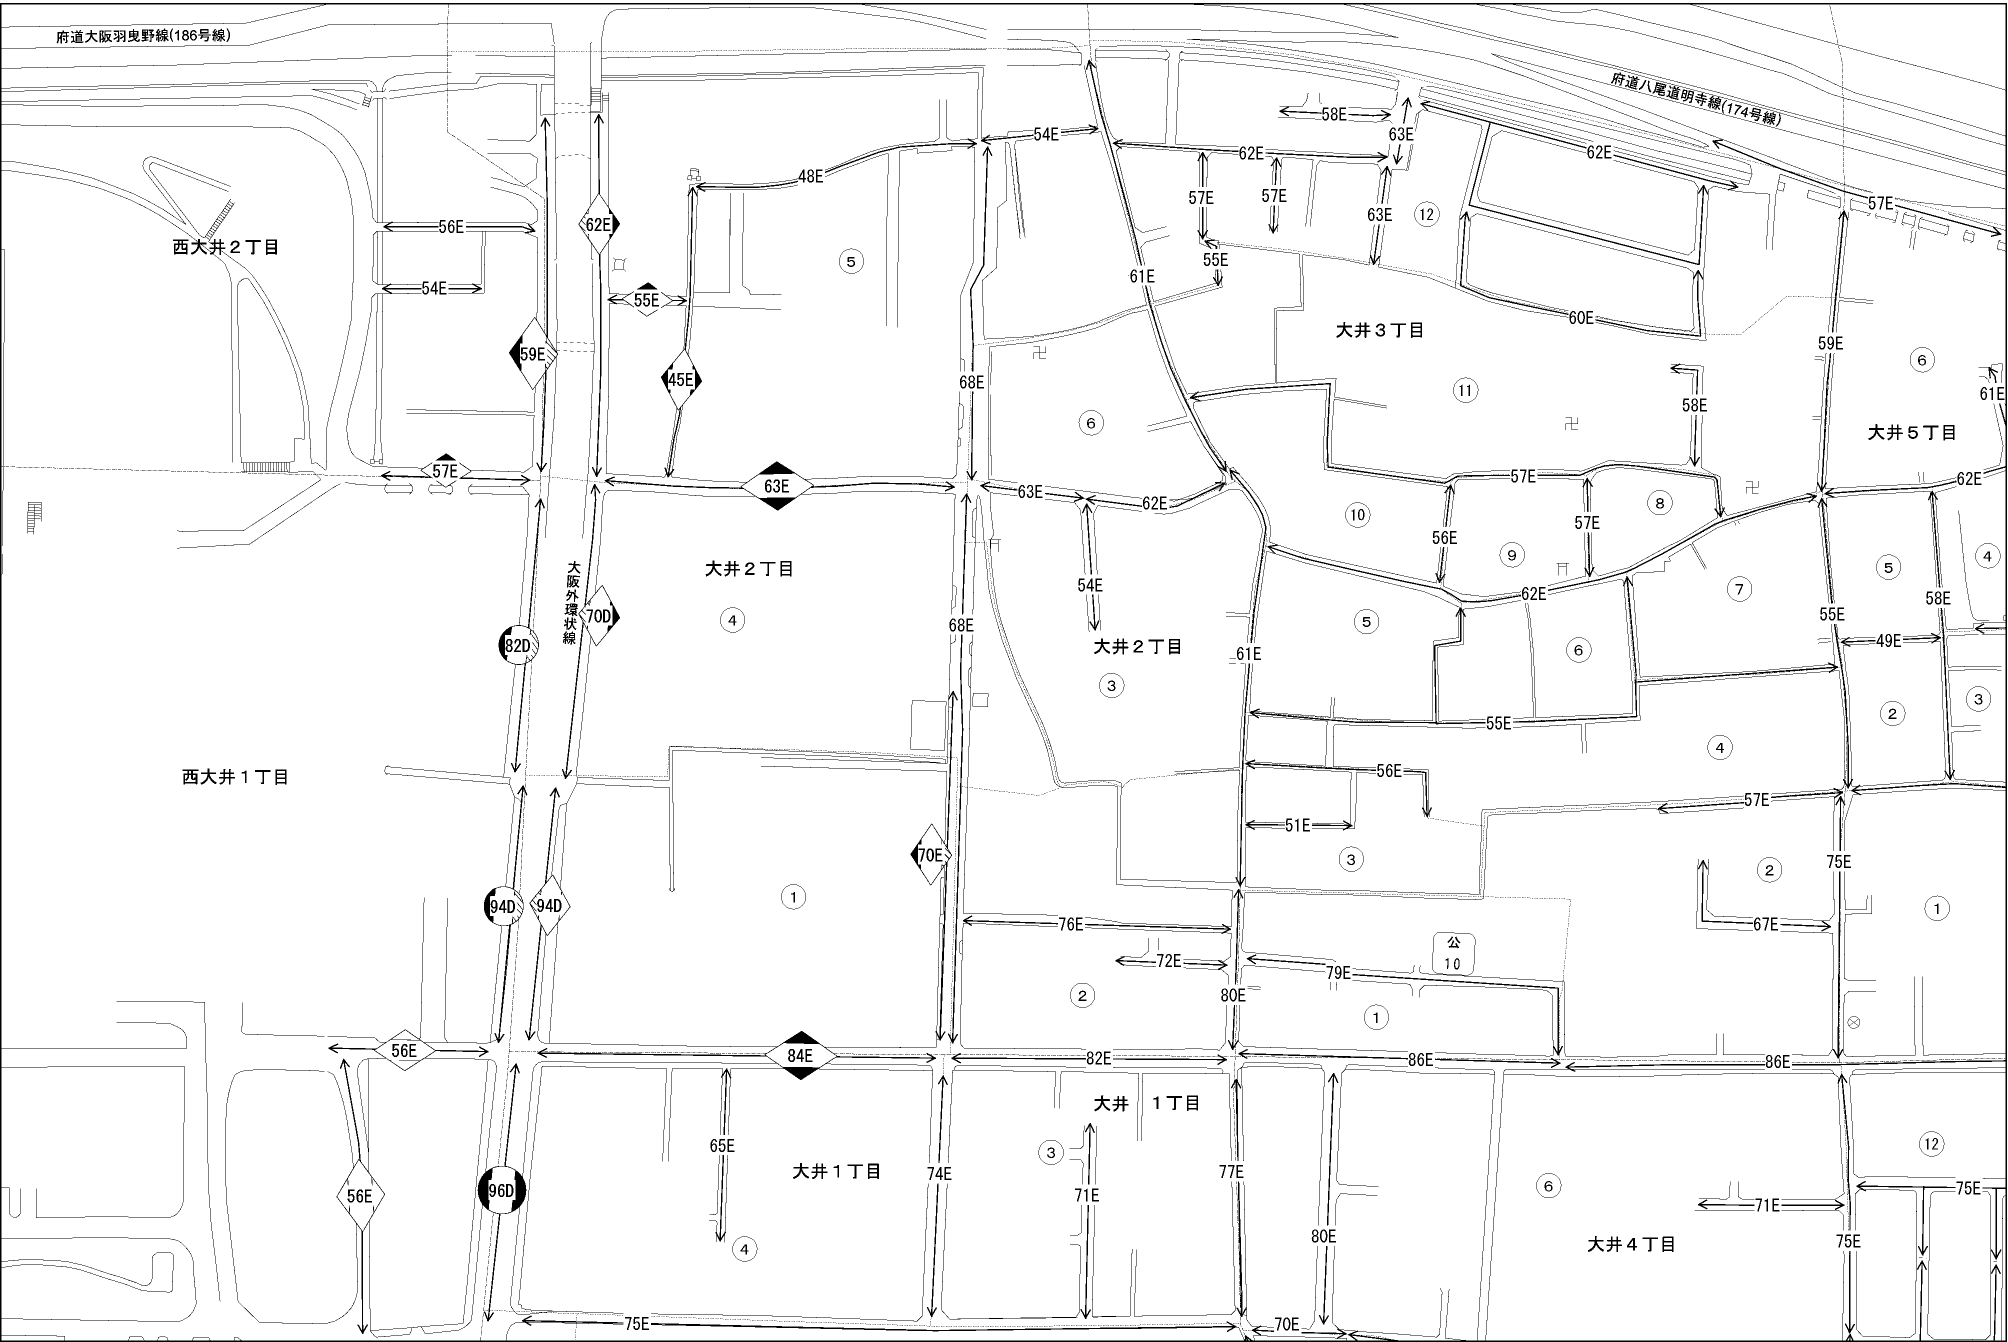 府道大阪羽曳野線(186号線)
府道八尾道明寺線(174号線)
58E
63E
54E
62E
62E
48E
57E
57E
57E
63E
12
56E
62E
西大井2丁目
5
55E
61E
54E
55E
60E
大井3丁目
59E
59E
6
45E
68E
11
61E
58E
6
大井5丁目
57E
63E
63E
62E
57E
62E
10
8
57E
56E
9
5
4
大井2丁目
大阪外環状線
54E
62E
7
58E
70D
4
68E
5
55E
82D
大井2丁目
61E
6
49E
3
55E
2
3
4
西大井1丁目
56E
57E
51E
70E
3
75E
2
1
94D
94D
76E
67E
1
公
10
72E
79E
2
80E
1
56E
84E
82E
86E
86E
大井 1丁目
65E
3
12
大井1丁目
74E
77E
56E
96D
71E
6
75E
71E
80E
4
大井4丁目
75E
75E
70E